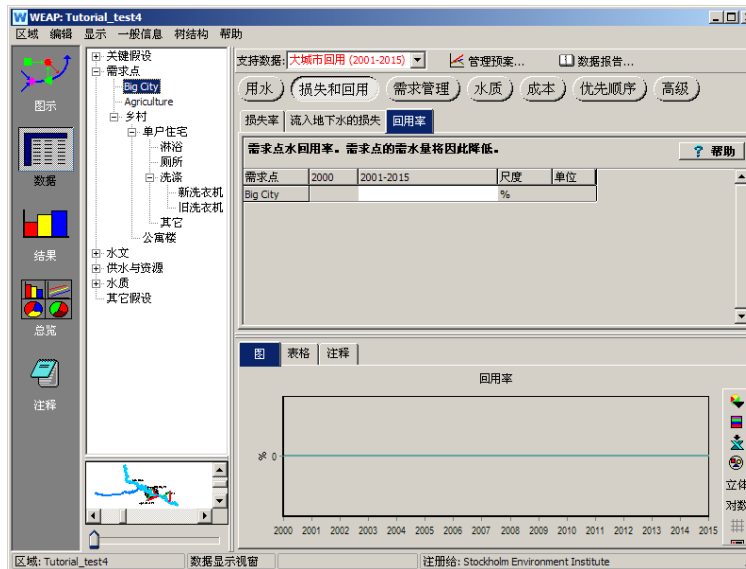 WEAP: Tutorial_test4
区域 编辑 显示 一般信息 树结构 帮助
图示
数据
结果
总览
注释
关键假设
需求点
Big City
Agriculture
乡村
单户住宅
淋浴
厕所
洗涤
新洗衣机
旧洗衣机
其它
公寓楼
水文
供水与资源
水质
其它假设
支持数据: 大城市回用 (2001-2015) 管理预案... 数据报告...
用水 损失和回用 需求管理 水质 成本 优先顺序 高级
损失率 流入地下水的损失 回用率
需求点水回用率。需求点的需水量将因此降低。 ? 帮助
需求点 2000 2001-2015 尺度 单位
Big City %
图 表格 注释
回用率
% 0
2000 2001 2002 2003 2004 2005 2006 2007 2008 2009 2010 2011 2012 2013 2014 2015
立体
对数
区域: Tutorial_test4 数据显示视窗 注册给: Stockholm Environment Institute